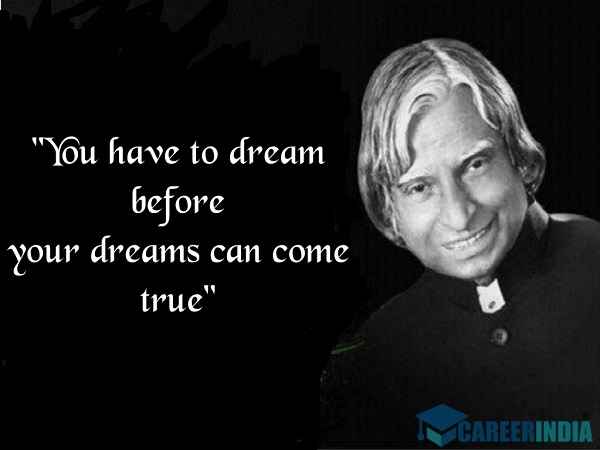 "You have to dream
before
your dreams can come
true"
CAREERINDIA